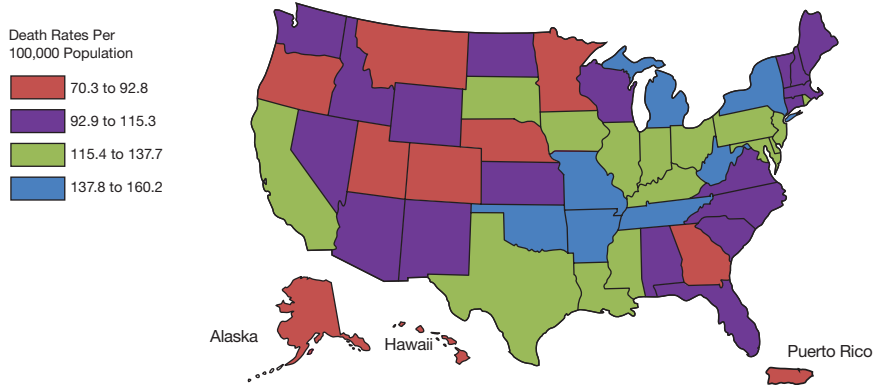 Death Rates Per
100,000 Population
70.3 to 92.8
92.9 to 115.3
115.4 to 137.7
137.8 to 160.2
Alaska
Hawaii
Puerto Rico